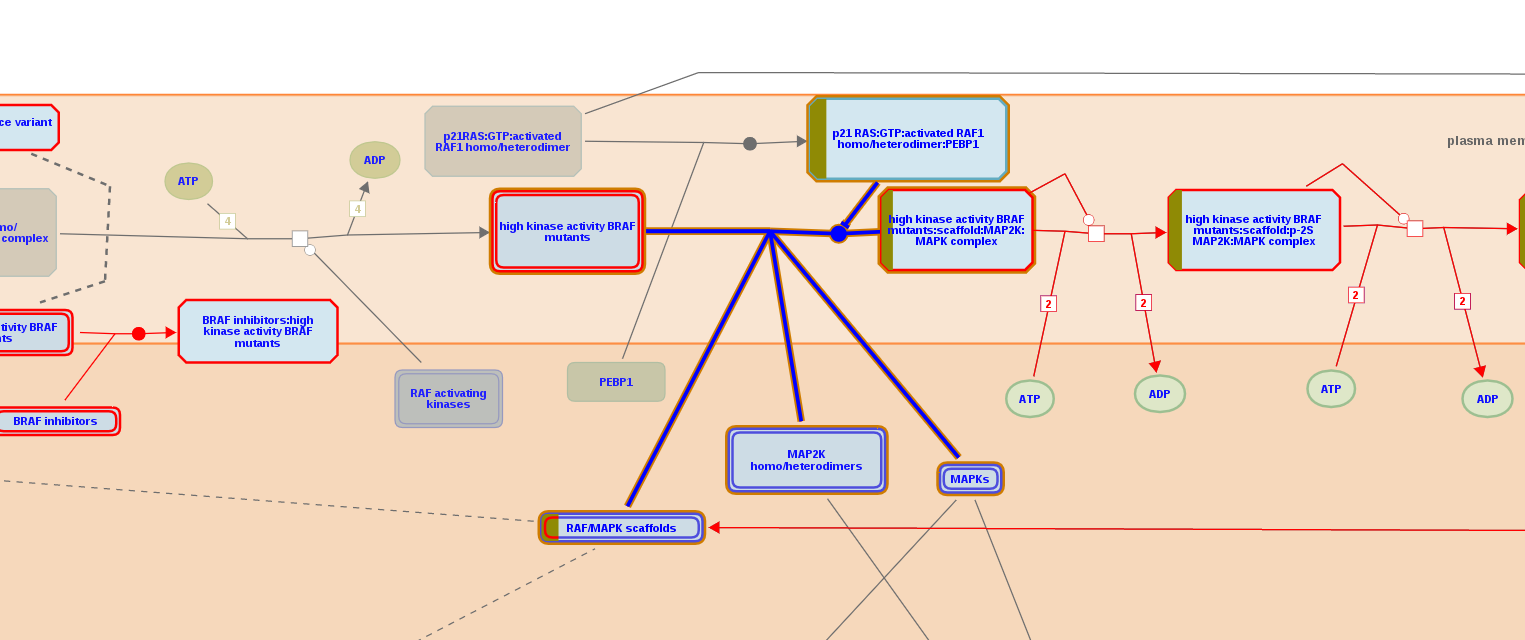 ce variant
ATP
ADP
p21RAS:GTP:activated
RAF1 homo/heterodimer
p21 RAS:GTP:activated RAF1
homo/heterodimer:PEBP1
plasma mem
4
4
mo/
complex
high kinase activity BRAF
mutants
high kinase activity BRAF
mutants:scaffold:MAP2K:
MAPK complex
high kinase activity BRAF
mutants:scaffold:p-2S
MAP2K:MAPK complex
2
2
2
2
tivity BRAF
nts
BRAF inhibitors:high
kinase activity BRAF
mutants
BRAF inhibitors
RAF activating
kinases
PEBP1
ATP
ADP
ATP
ADP
MAP2K
homo/heterodimers
MAPKs
RAF/MAPK scaffolds